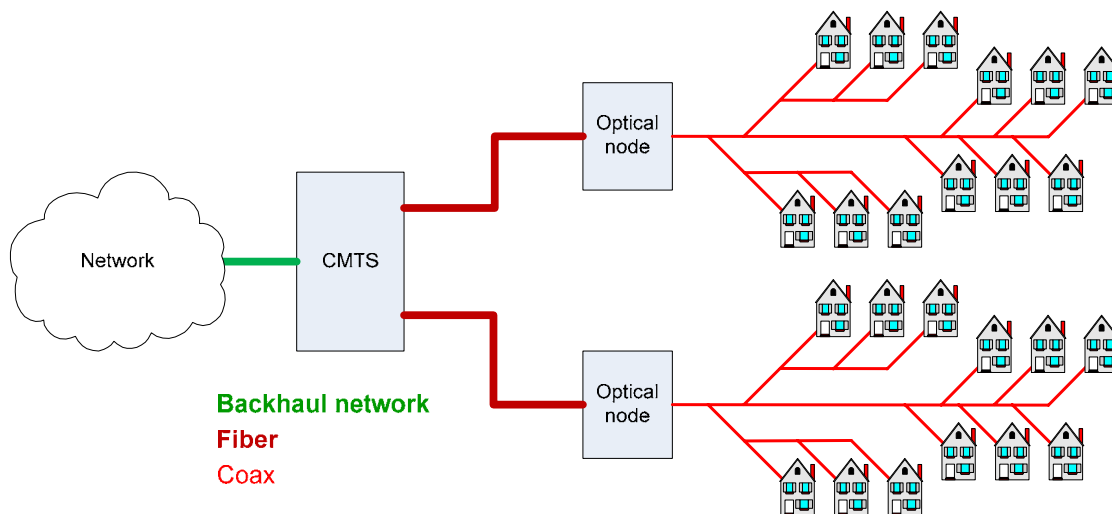 Network
CMTS
Optical
node
Optical
node
Backhaul network
Fiber
Coax